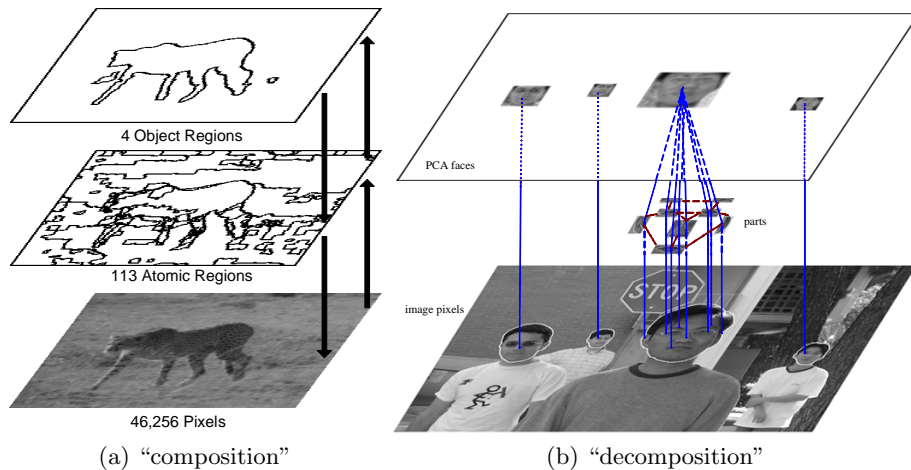 4 Object Regions
113 Atomic Regions
46,256 Pixels
(a) “composition”
PCA faces
parts
image pixels
STOP
(b) “decomposition”